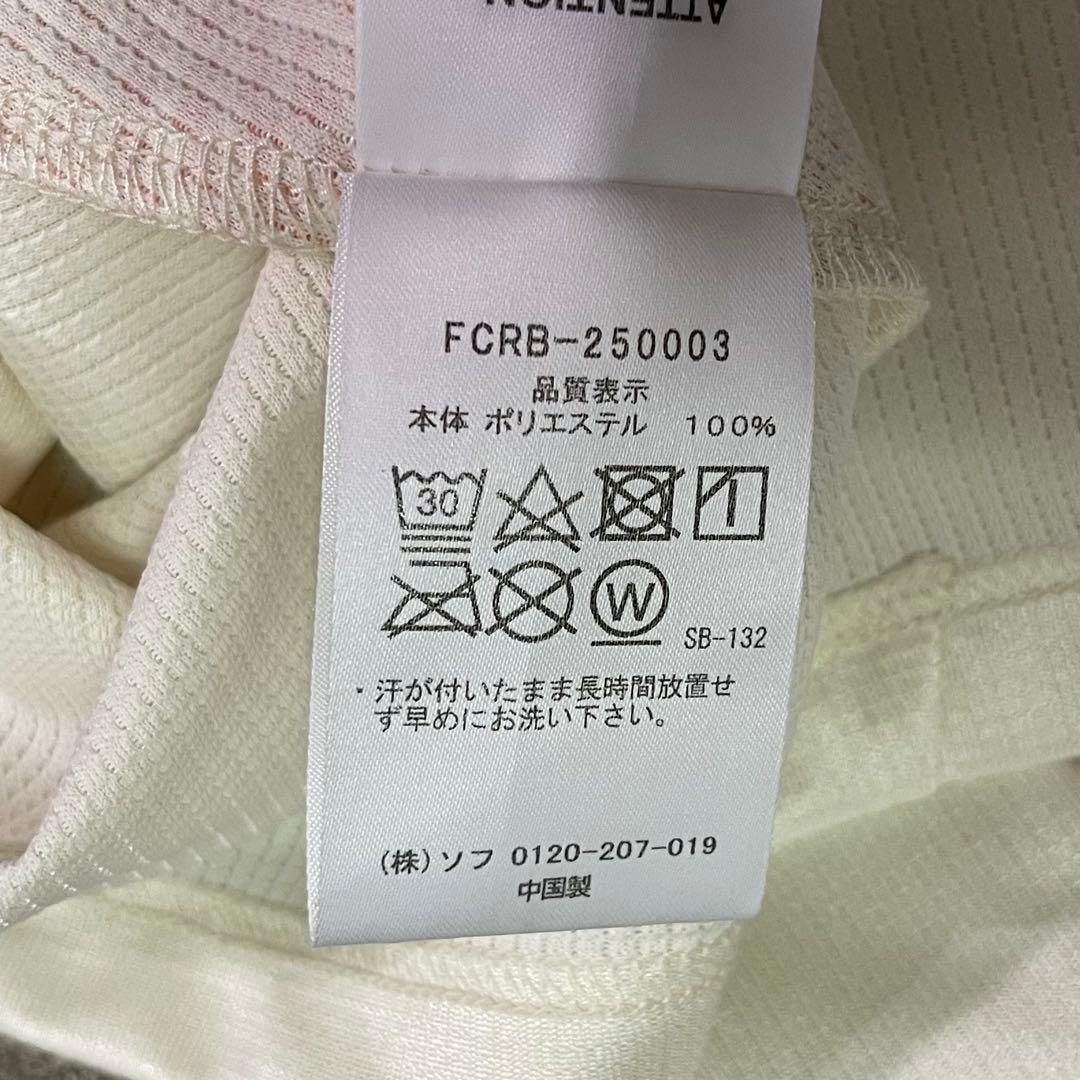 ATTENTION
FCRB-250003
品質表示
本体 ポリエステル 100%
30
W
SB-132
・汗が付いたまま長時間放置せ
ず早めにお洗い下さい。
(株)ソフ 0120-207-019
中国製